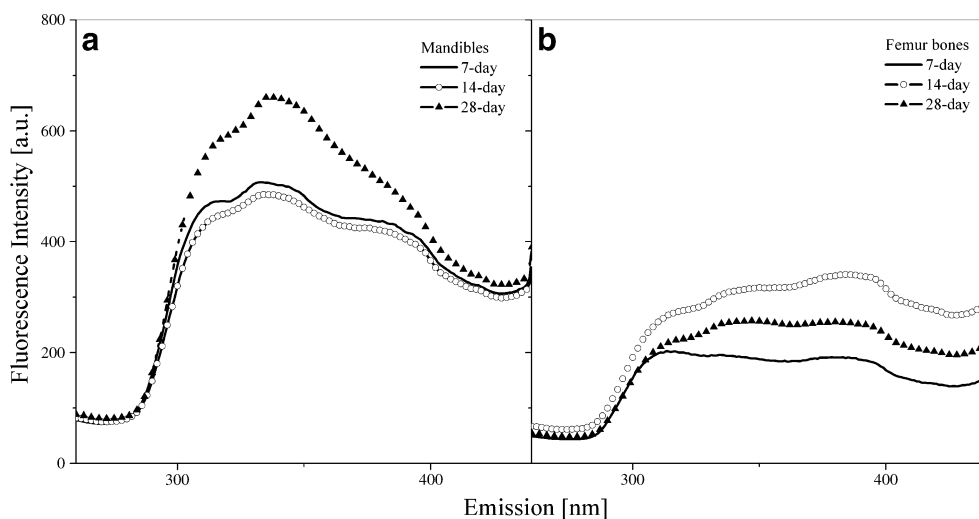 a
Mandibles
7-day
14-day
28-day
b
Femur bones
7-day
14-day
28-day
Fluorescence Intensity [a.u.]
800
600
400
200
0
300
400
300
400
Emission [nm]